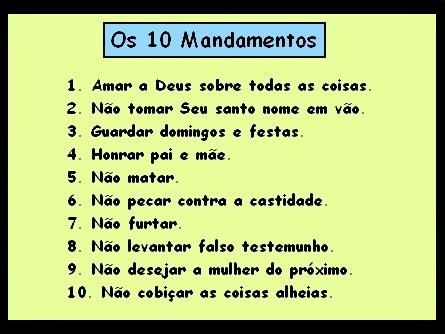 Os 10 Mandamentos
1. Amar a Deus sobre todas as coisas.
2. Não tomar Seu santo nome em vão.
3. Guardar domingos e festas.
4. Honrar pai e mãe.
5. Não matar.
6. Não pecar contra a castidade.
7. Não furtar.
8. Não levantar falso testemunho.
9. Não desejar a mulher do próximo.
10. Não cobiçar as coisas alheias.